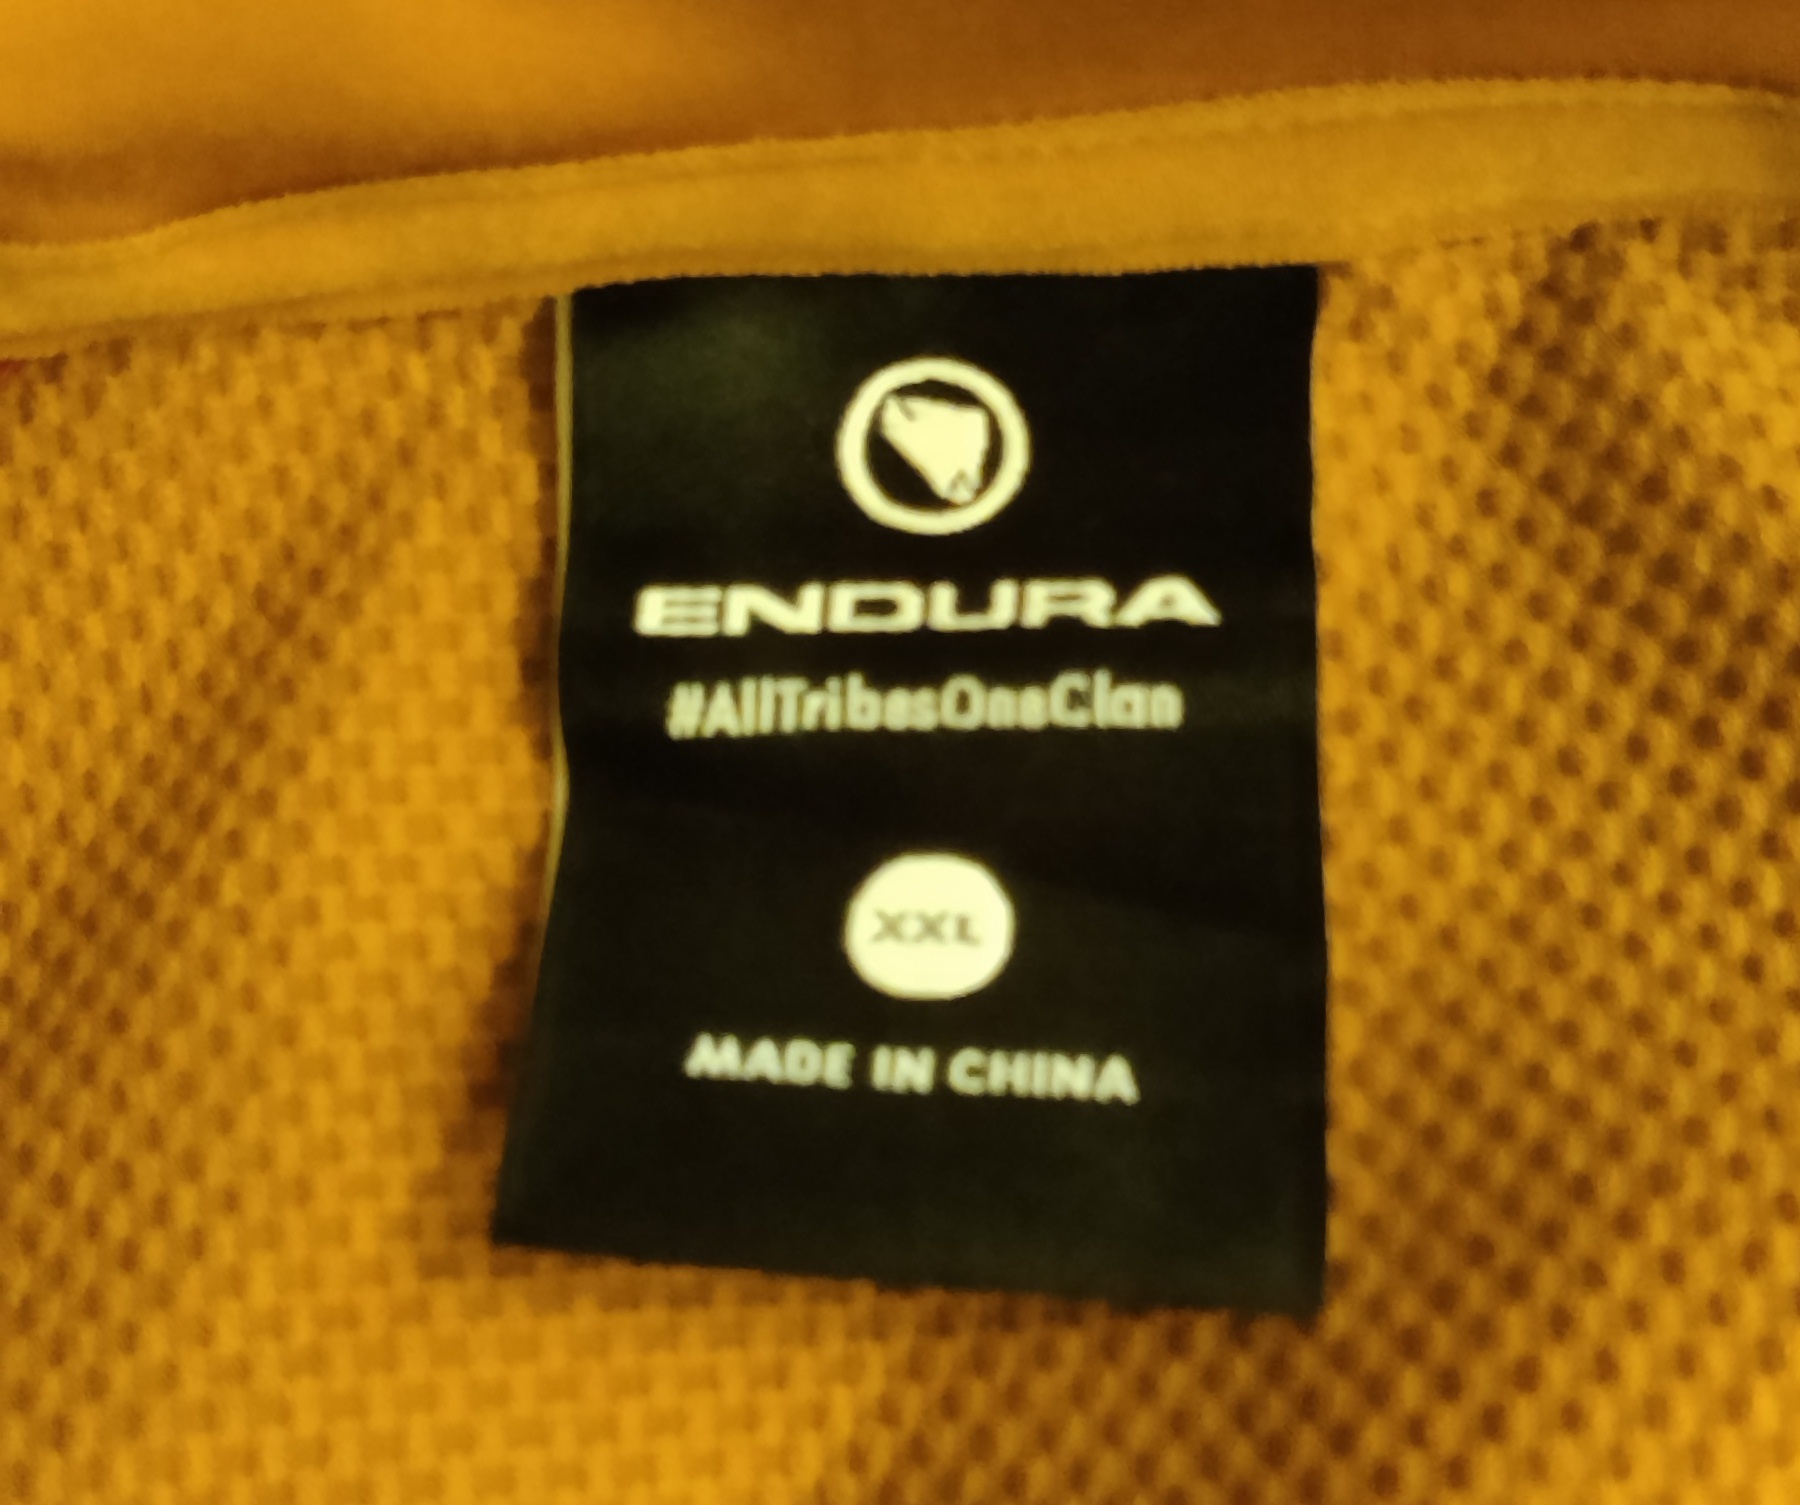 ENDURA
#AllTribesOneClan
XXL
MADE IN CHINA